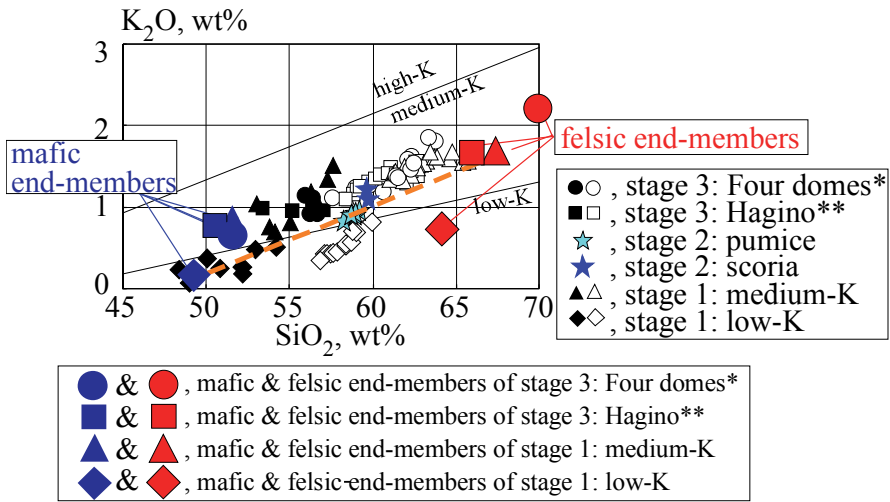 K₂O, wt%
3
high-K
medium-K
2
mafic
end-members
felsic end-members
1
low-K
0
45 50 55 60 65 70
SiO₂, wt%
, stage 3: Four domes*
, stage 3: Hagino**
, stage 2: pumice
, stage 2: scoria
, stage 1: medium-K
, stage 1: low-K
& , mafic & felsic end-members of stage 3: Four domes*
& , mafic & felsic end-members of stage 3: Hagino**
& , mafic & felsic end-members of stage 1: medium-K
& , mafic & felsic end-members of stage 1: low-K